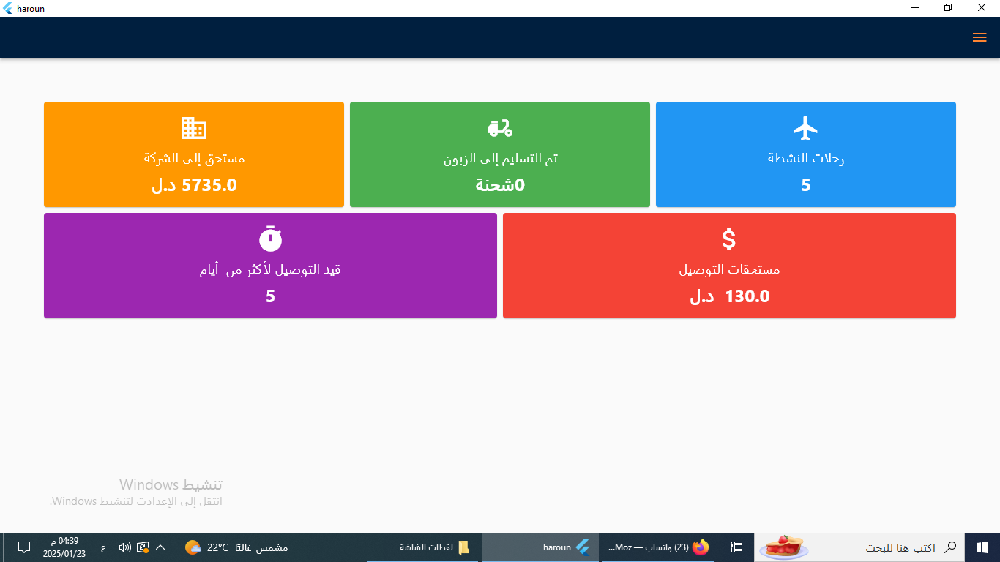 haroun
رحلات النشطة
5
تم التسليم إلى الزبون
0شحنة
مستحق إلى الشركة
5735.0 د.ل
مستحقات التوصيل
130.0 د.ل
قيد التوصيل لأكثر من أيام
5
تنشيط Windows
انتقل إلى الإعدادت لتنشيط Windows.
اكتب هنا للبحث
(23) واتساب — Moz...
haroun
لقطات الشاشة
22°C مشمس غالبًا
ع
04:39 م
2025/01/23